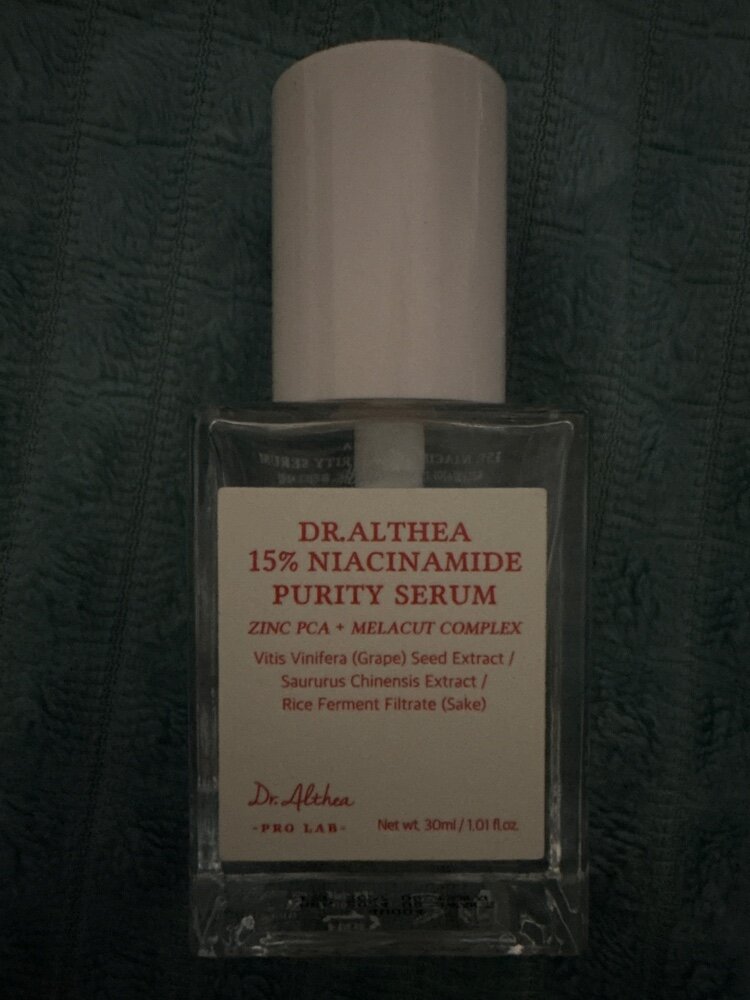 DR.ALTHEA
15% NIACINAMIDE
PURITY SERUM
ZINC PCA + MELACUT COMPLEX
Vitis Vinifera (Grape) Seed Extract /
Saururus Chinensis Extract /
Rice Ferment Filtrate (Sake)
Dr. Althea
-PRO LAB-
Net wt. 30ml / 1.01 fl.oz.